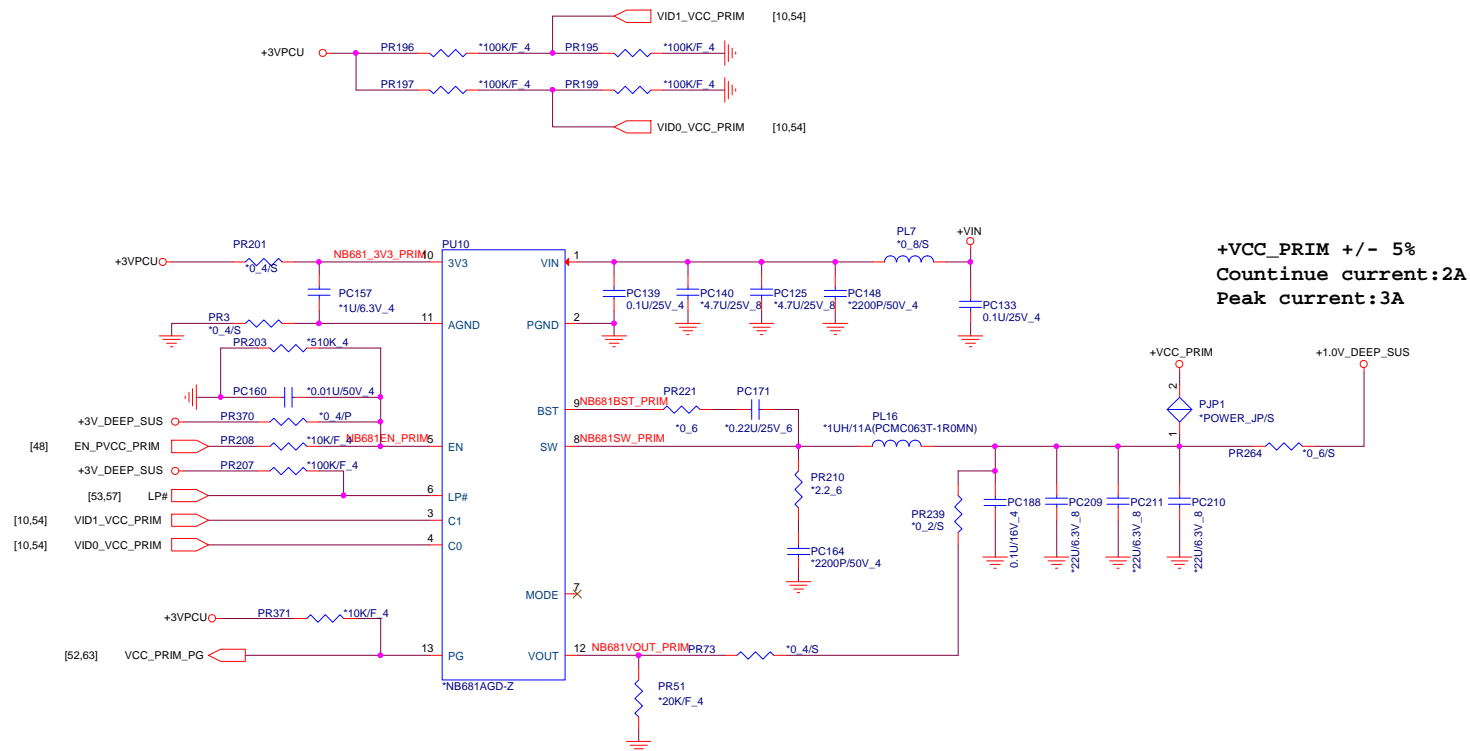 VID1_VCC_PRIM [10,54]
+3VPCU
PR196 *100K/F_4 PR195 *100K/F_4
PR197 *100K/F_4 PR199 *100K/F_4
VID0_VCC_PRIM [10,54]
+VCC_PRIM +/- 5%
Countinue current:2A
Peak current:3A
PU10
+3VPCU
PR201
*0_4/S
NB681_3V3_PRIM
10
3V3
PC157
*1U/6.3V_4
PR3
*0_4/S
11
AGND
PR203 *510K_4
PC160 *0.01U/50V_4
+3V_DEEP_SUS
PR370 *0_4/P
[48] EN_PVCC_PRIM
PR208 *10K/F_4
NB681EN_PRIM
5
EN
+3V_DEEP_SUS
PR207 *100K/F_4
[53,57] LP#
6
LP#
[10,54] VID1_VCC_PRIM
3
C1
[10,54] VID0_VCC_PRIM
4
C0
+3VPCU
PR371 *10K/F_4
[52,63] VCC_PRIM_PG
13
PG
*NB681AGD-Z
VIN
1
PL7
*0_8/S
+VIN
PC139
0.1U/25V_4
PC140
*4.7U/25V_8
PC125
*4.7U/25V_8
PC148
*2200P/50V_4
PC133
0.1U/25V_4
PGND
2
BST
9
NB681BST_PRIM
PR221
*0_6
PC171
*0.22U/25V_6
SW
8
NB681SW_PRIM
PL16
*1UH/11A(PCMC063T-1R0MN)
PR210
*2.2_6
PC164
*2200P/50V_4
+VCC_PRIM
2
PJP1
*POWER_JP/S
1
+1.0V_DEEP_SUS
PR264 *0_6/S
PR239
*0_2/S
PC188
0.1U/16V_4
PC209
*22U/6.3V_8
PC211
*22U/6.3V_8
PC210
*22U/6.3V_8
MODE
7
VOUT
12
NB681VOUT_PRIM
PR73 *0_4/S
PR51
*20K/F_4